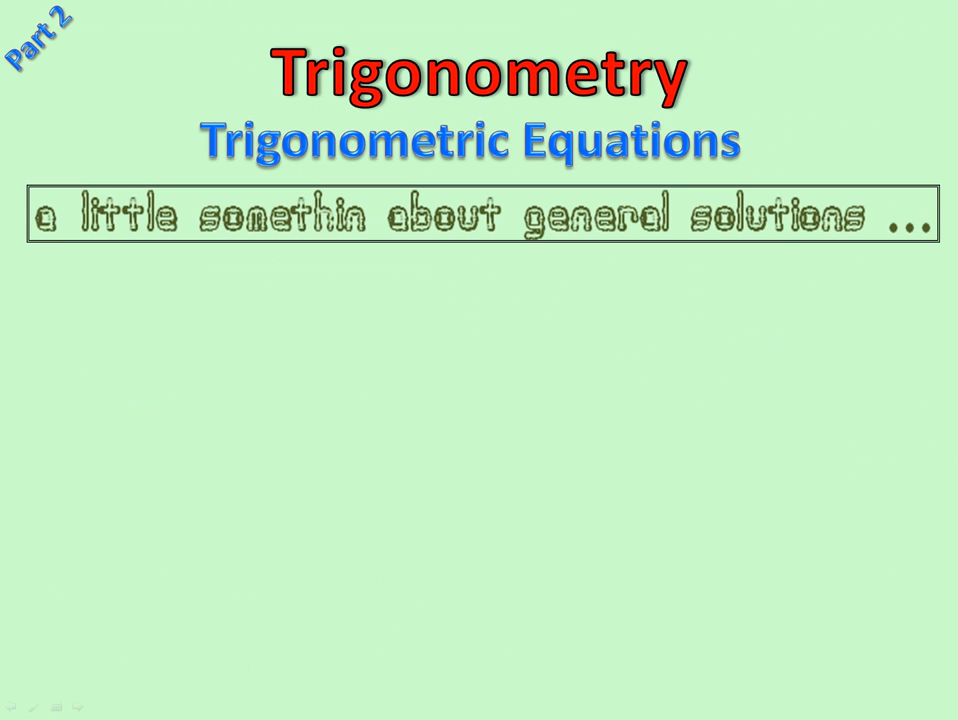 Part 2
Trigonometry
Trigonometric Equations
a little somethin about general solutions ...